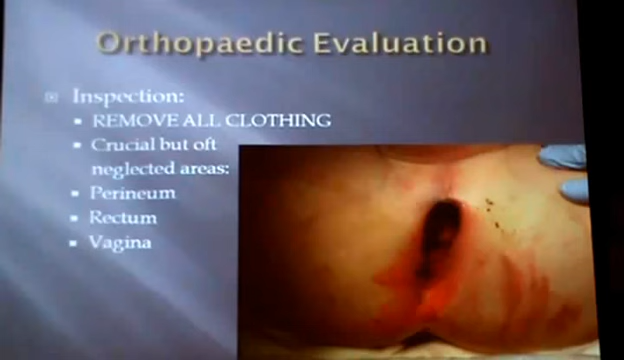 Orthopaedic Evaluation
Inspection:
REMOVE ALL CLOTHING
Crucial but oft
neglected areas:
Perineum
Rectum
Vagina